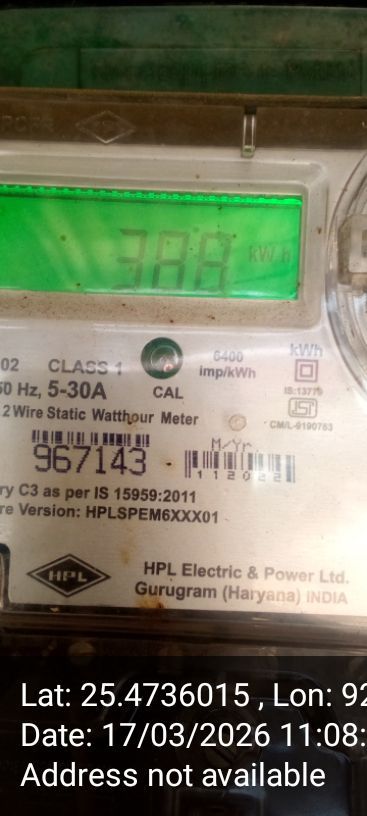 388 kWh
02 CLASS 1
6400
imp/kWh
kWh
50 Hz, 5-30A
CAL
IS:13779
2 Wire Static Watthour Meter
CM/L-9190763
967143
M/Yr.
112022
ry C3 as per IS 15959:2011
re Version: HPLSPEM6XXX01
HPL
HPL Electric & Power Ltd.
Gurugram (Haryana) INDIA
Lat: 25.4736015 , Lon: 92
Date: 17/03/2026 11:08:
Address not available